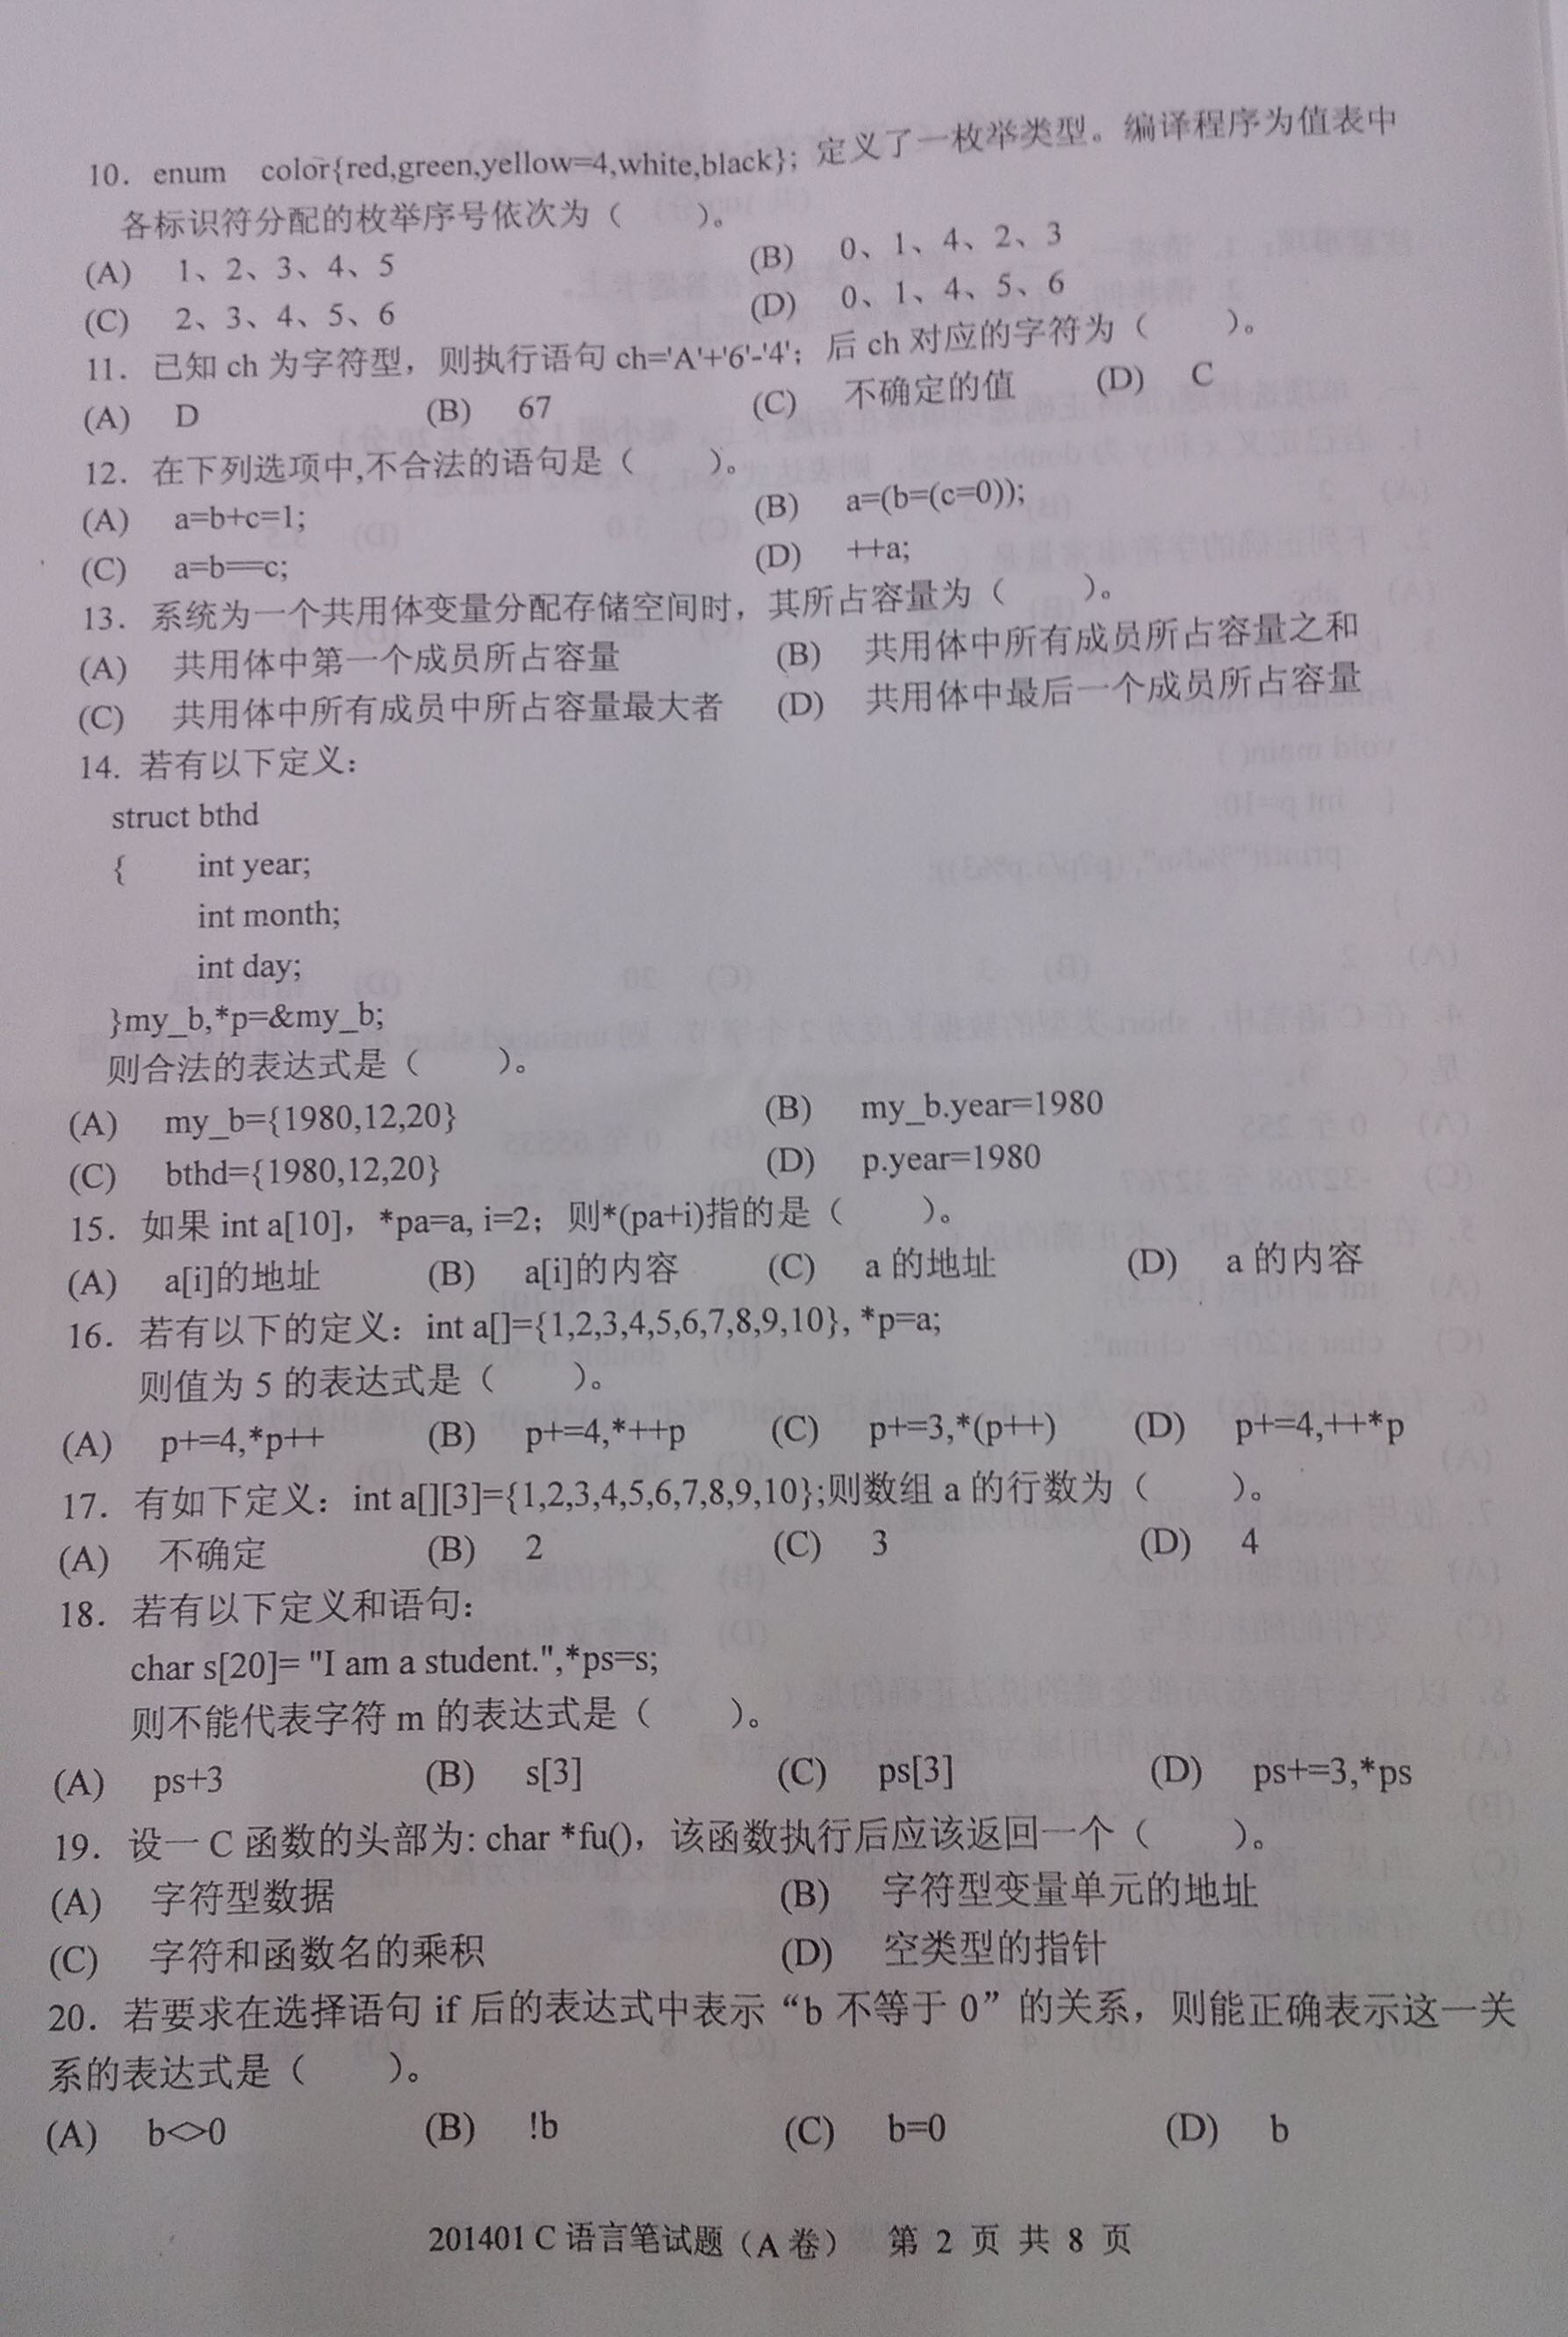 10. enum color{red,green,yellow=4,white,black}; 定义了一枚举类型。编译程序为值表中
各标识符分配的枚举序号依次为（ ）。
(A) 1、2、3、4、5 (B) 0、1、4、2、3
(C) 2、3、4、5、6 (D) 0、1、4、5、6
11. 已知 ch 为字符型，则执行语句 ch='A'+'6'-'4'; 后 ch 对应的字符为（ ）。
(A) D (B) 67 (C) 不确定的值 (D) C
12. 在下列选项中,不合法的语句是（ ）。
(A) a=b+c=1; (B) a=(b=(c=0));
(C) a=b==c; (D) ++a;
13. 系统为一个共用体变量分配存储空间时，其所占容量为（ ）。
(A) 共用体中第一个成员所占容量 (B) 共用体中所有成员所占容量之和
(C) 共用体中所有成员中所占容量最大者 (D) 共用体中最后一个成员所占容量
14. 若有以下定义：
struct bthd
{ int year;
int month;
int day;
}my_b,*p=&my_b;
则合法的表达式是（ ）。
(A) my_b={1980,12,20} (B) my_b.year=1980
(C) bthd={1980,12,20} (D) p.year=1980
15. 如果 int a[10]，*pa=a, i=2；则*(pa+i)指的是（ ）。
(A) a[i]的地址 (B) a[i]的内容 (C) a 的地址 (D) a 的内容
16. 若有以下的定义：int a[]={1,2,3,4,5,6,7,8,9,10}, *p=a;
则值为 5 的表达式是（ ）。
(A) p+=4,*p++ (B) p+=4,*++p (C) p+=3,*(p++) (D) p+=4,++*p
17. 有如下定义：int a[][3]={1,2,3,4,5,6,7,8,9,10};则数组 a 的行数为（ ）。
(A) 不确定 (B) 2 (C) 3 (D) 4
18. 若有以下定义和语句：
char s[20]= "I am a student.",*ps=s;
则不能代表字符 m 的表达式是（ ）。
(A) ps+3 (B) s[3] (C) ps[3] (D) ps+=3,*ps
19. 设一 C 函数的头部为: char *fu()，该函数执行后应该返回一个（ ）。
(A) 字符型数据 (B) 字符型变量单元的地址
(C) 字符和函数名的乘积 (D) 空类型的指针
20. 若要求在选择语句 if 后的表达式中表示“b 不等于 0”的关系，则能正确表示这一关
系的表达式是（ ）。
(A) b<>0 (B) !b (C) b=0 (D) b
201401 C 语言笔试题（A 卷） 第 2 页 共 8 页